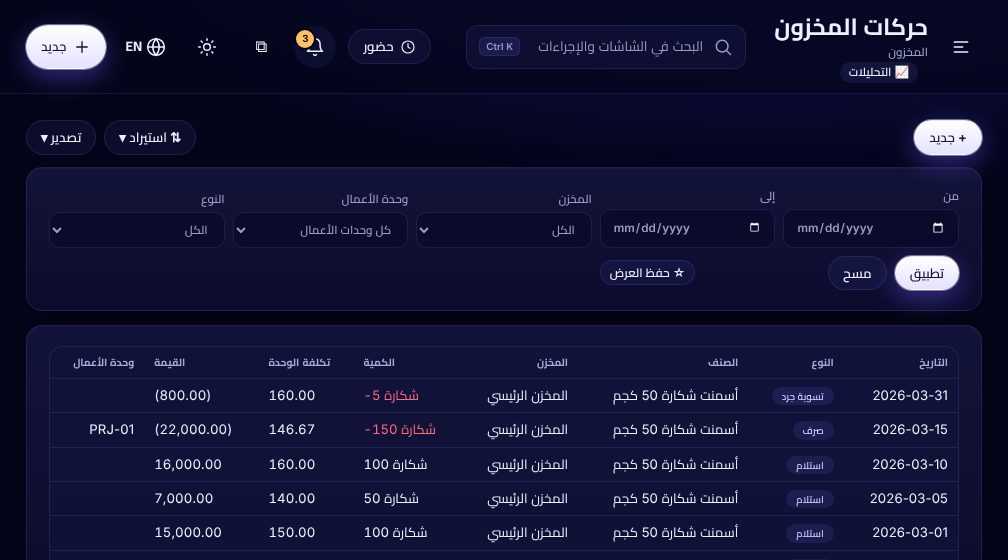 حركات المخزون
المخزون
📈 التحليلات
البحث في الشاشات والإجراءات Ctrl K
حضور
3
EN
+ جديد
+ جديد
⇅ استيراد ▾
تصدير ▾
من إلى المخزن وحدة الأعمال النوع
mm/dd/yyyy mm/dd/yyyy الكل كل وحدات الأعمال الكل
تطبيق مسح ☆ حفظ العرض
التاريخ النوع الصنف المخزن الكمية تكلفة الوحدة القيمة وحدة الأعمال
2026-03-31 تسوية جرد أسمنت شكارة 50 كجم المخزن الرئيسي -5 شكارة 160.00 (800.00)
2026-03-15 صرف أسمنت شكارة 50 كجم المخزن الرئيسي -150 شكارة 146.67 (22,000.00) PRJ-01
2026-03-10 استلام أسمنت شكارة 50 كجم المخزن الرئيسي 100 شكارة 160.00 16,000.00
2026-03-05 استلام أسمنت شكارة 50 كجم المخزن الرئيسي 50 شكارة 140.00 7,000.00
2026-03-01 استلام أسمنت شكارة 50 كجم المخزن الرئيسي 100 شكارة 150.00 15,000.00